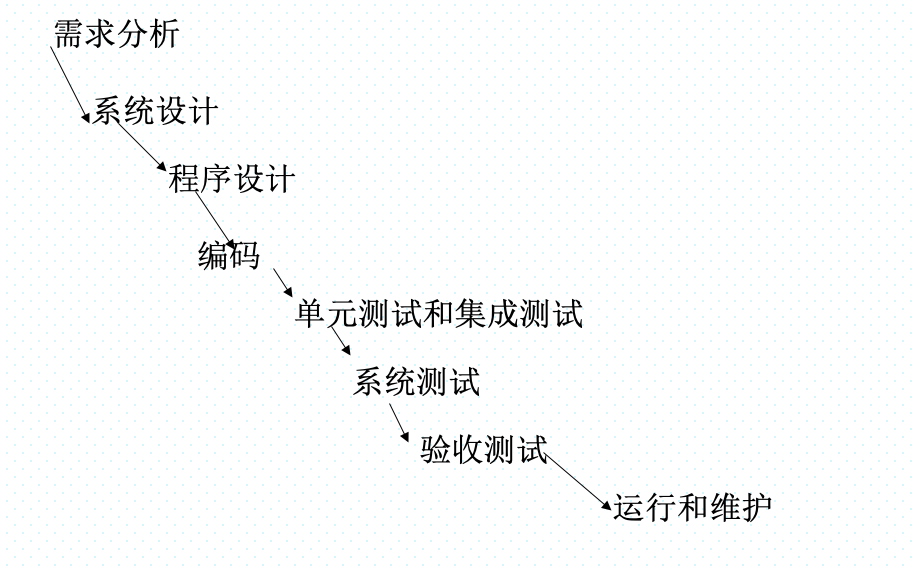 需求分析
系统设计
程序设计
编码
单元测试和集成测试
系统测试
验收测试
运行和维护